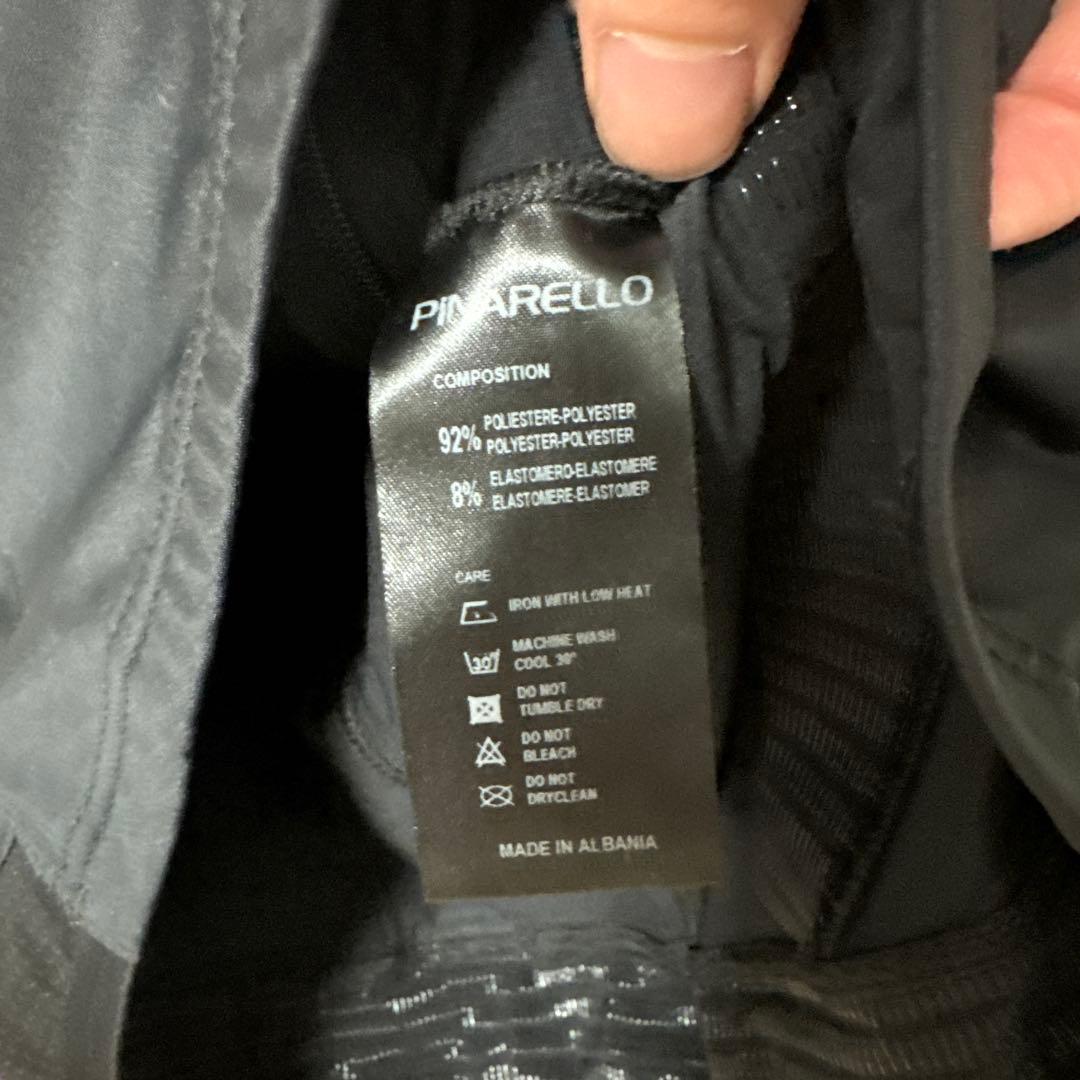 PINARELLO
COMPOSITION
92% POLIESTERE-POLYESTER
POLYESTER-POLYESTER
8% ELASTOMERO-ELASTOMERE
ELASTOMERE-ELASTOMER
CARE
IRON WITH LOW HEAT
30° MACHINE WASH
COOL 30°
DO NOT
TUMBLE DRY
DO NOT
BLEACH
DO NOT
DRYCLEAN
MADE IN ALBANIA